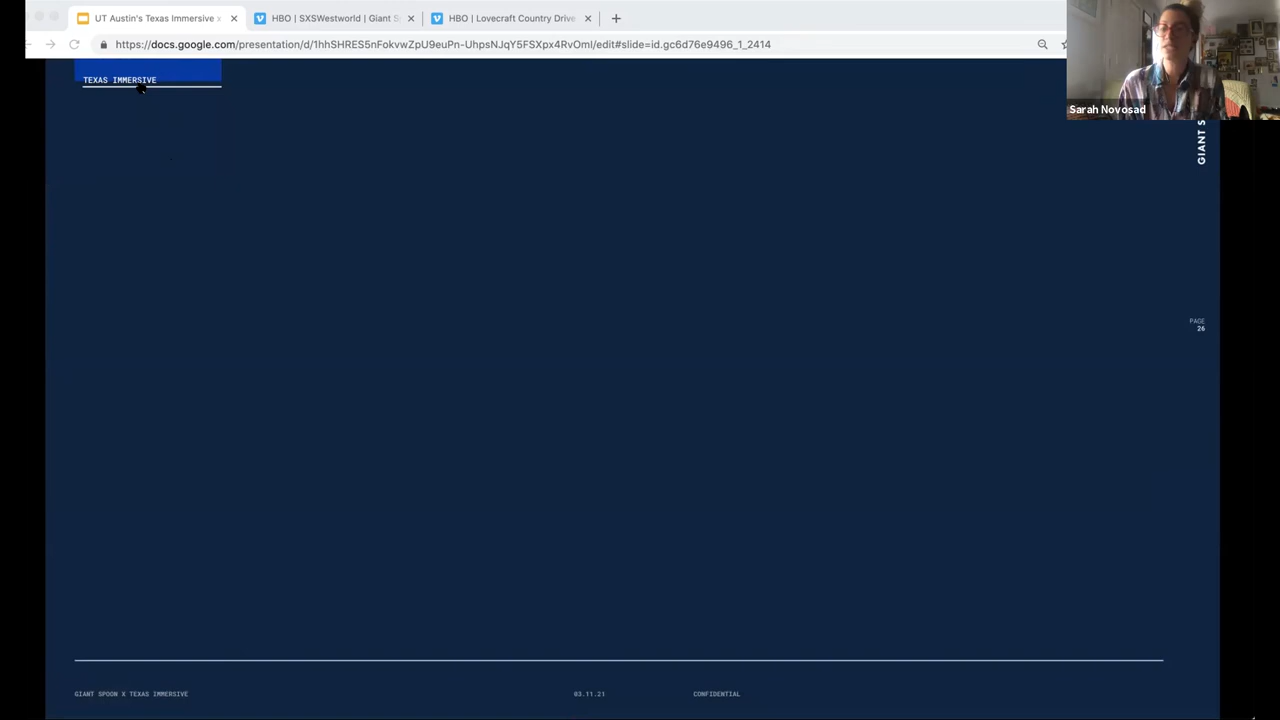 UT Austin's Texas Immersive x
HBO | SXSWestworld | Giant S
HBO | Lovecraft Country Drive
https://docs.google.com/presentation/d/1hhSHRES5nFokvwZpU9euPn-UhpsNJqY5FSXpx4RvOmI/edit#slide=id.gc6d76e9496_1_2414
TEXAS IMMERSIVE
Sarah Novosad
GIANT S
PAGE
26
GIANT SPOON X TEXAS IMMERSIVE
03.11.21
CONFIDENTIAL